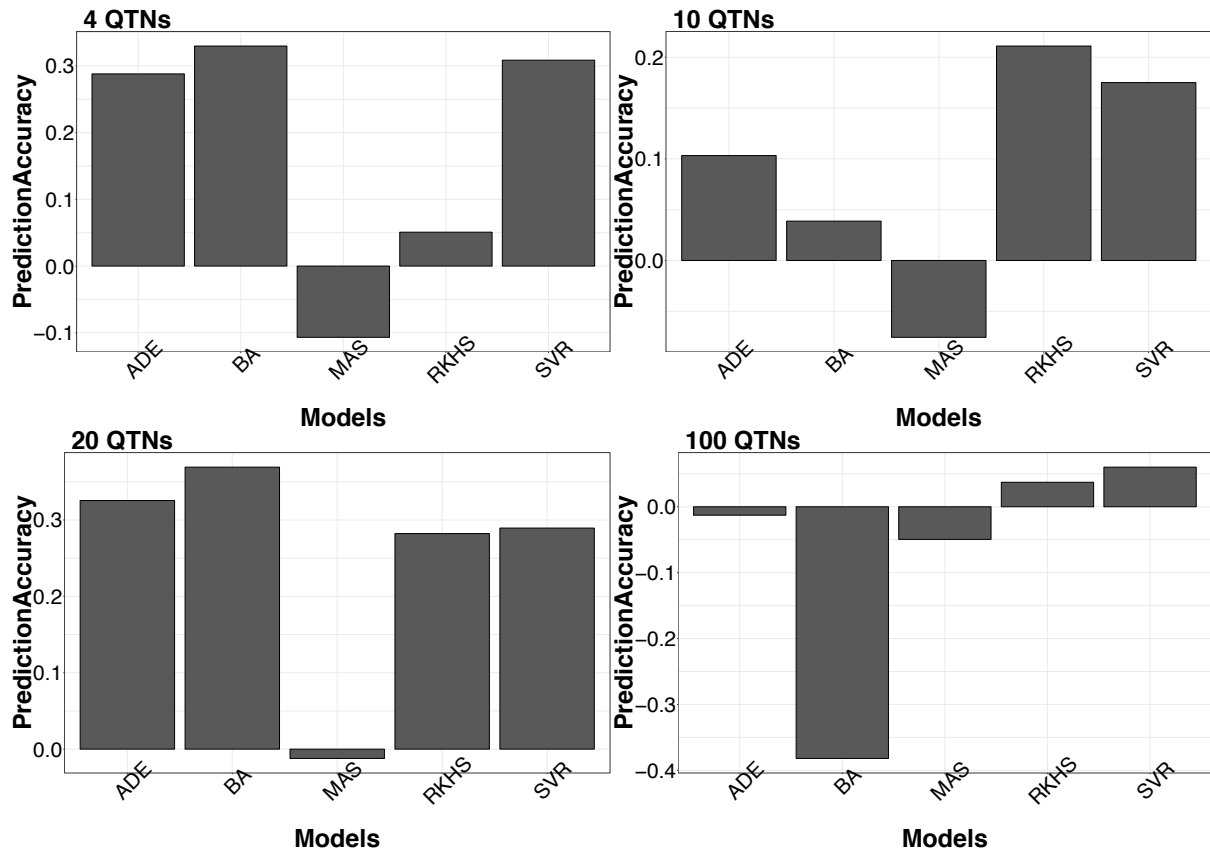 4 QTNs
PredictionAccuracy
0.3
0.2
0.1
0.0
−0.1
ADE
BA
MAS
RKHS
SVR
Models
10 QTNs
PredictionAccuracy
0.2
0.1
0.0
ADE
BA
MAS
RKHS
SVR
Models
20 QTNs
PredictionAccuracy
0.3
0.2
0.1
0.0
ADE
BA
MAS
RKHS
SVR
Models
100 QTNs
PredictionAccuracy
0.0
−0.1
−0.2
−0.3
−0.4
ADE
BA
MAS
RKHS
SVR
Models